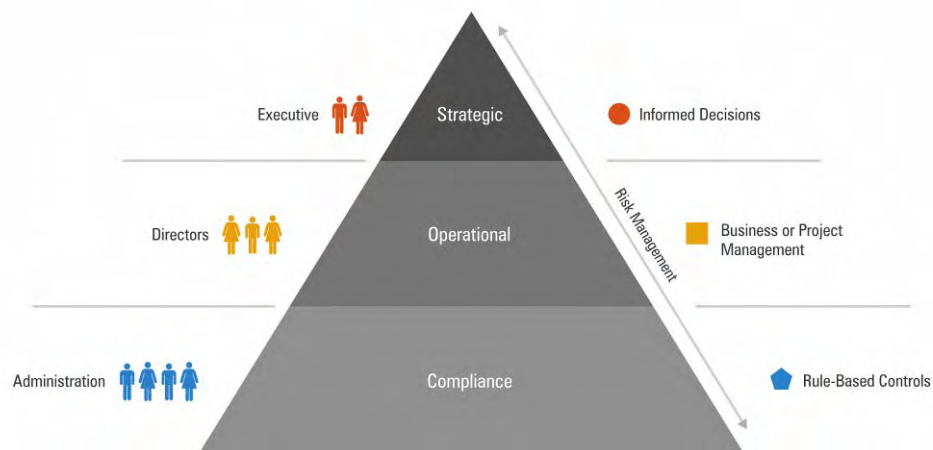 Executive
Strategic
Informed Decisions
Risk Management
Directors
Operational
Business or Project
Management
Administration
Compliance
Rule-Based Controls